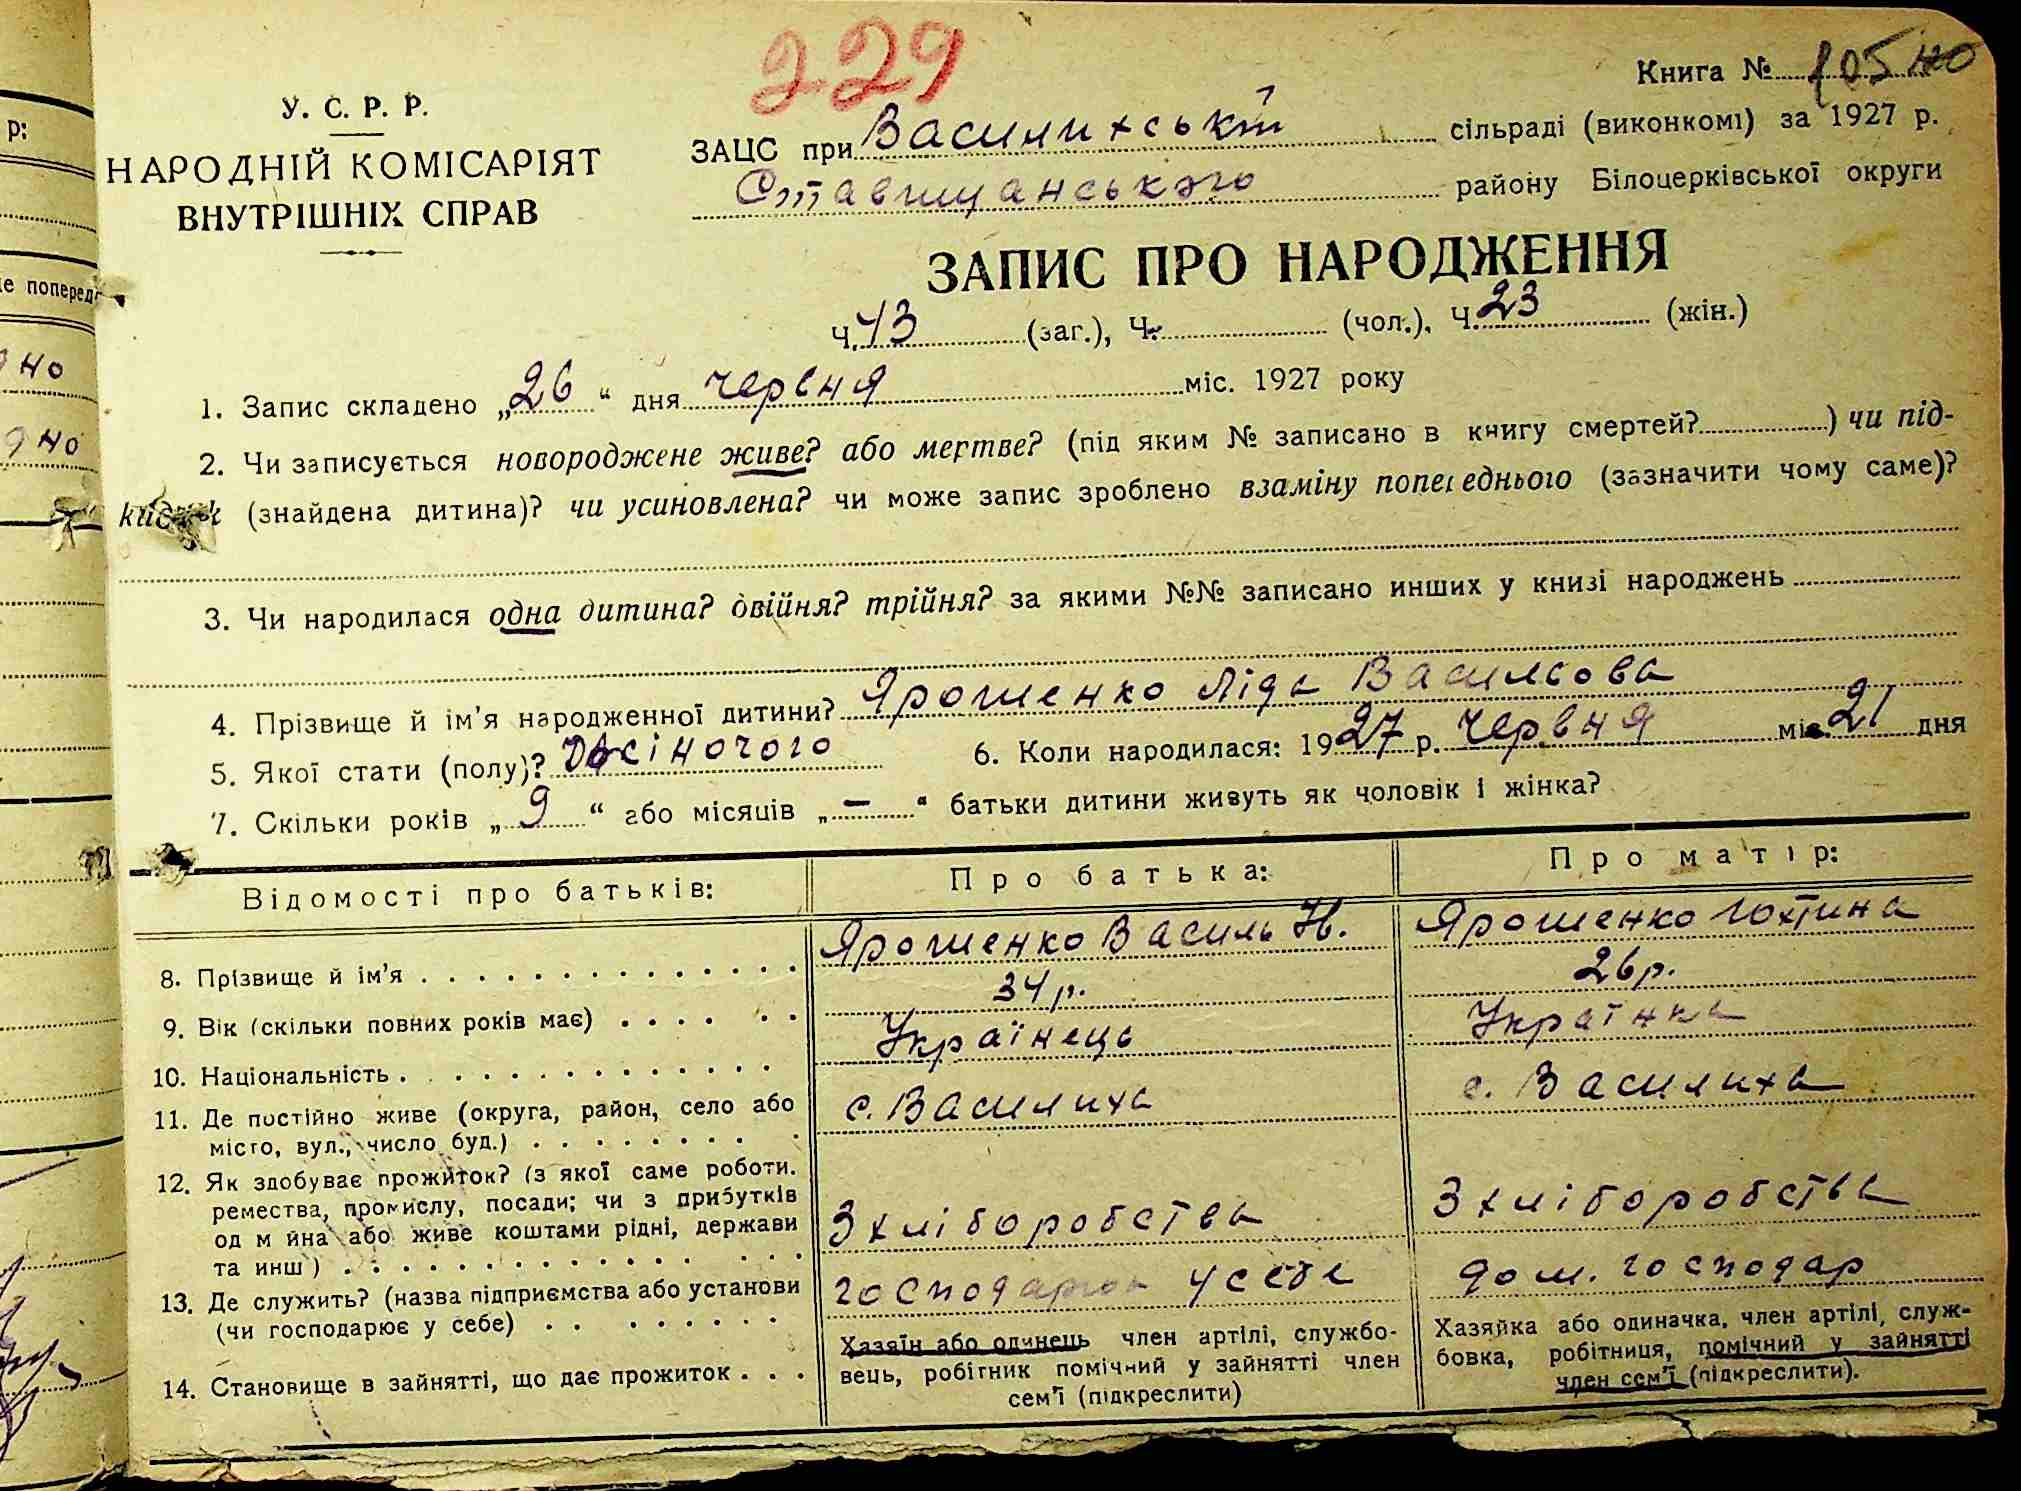 р:
е поперед
но
но
229
Книга № 105
У. С. Р. Р.
НАРОДНІЙ КОМІСАРІЯТ
ВНУТРІШНІХ СПРАВ
ЗАЦС при Василихській сільраді (виконкомі) за 1927 р.
Ставищанського району Білоцерківської округи
ЗАПИС ПРО НАРОДЖЕННЯ
Ч. 43 (заг.), Ч. (чол.), Ч. 23 (жін.)
1. Запис складено „26“ дня червня міс. 1927 року
2. Чи записується новороджене живе? або мертве? (під яким № записано в книгу смертей?) чи під-
кидьок (знайдена дитина)? чи усиновлена? чи може запис зроблено взаміну попереднього (зазначити чому саме)?
3. Чи народилася одна дитина? двійня? трійня? за якими №№ записано инших у книзі народжень
4. Прізвище й ім'я народженної дитини? Ярошенко Ліда Васильова
5. Якої стати (полу)? жіночого 6. Коли народилася: 1927 р. червня міс. 21 дня
7. Скільки років „9“ або місяців „—“ батьки дитини живуть як чоловік і жінка?
Відомості про батьків: Про батька: Про матір:
8. Прізвище й ім'я Ярошенко Василь Ярошенко Юхтина
9. Вік (скільки повних років має) 34 р. 26 р.
10. Національність Українець Українка
11. Де постійно живе (округа, район, село або
місто, вул., число буд.) с. Василиха с. Василиха
12. Як здобуває прожиток? (з якої саме роботи.
ремества, промислу, посади; чи з прибутків
од м йна або живе коштами рідні, держави
та инш) З хліборобства З хліборобства
13. Де служить? (назва підприємства або установи
(чи господарює у себе) господарює у себе дом. господар
14. Становище в зайнятті, що дає прожиток
Хазяїн або одинець член артілі, службо-
вець, робітник помічний у зайнятті член
сем'ї (підкреслити)
Хазяйка або одиначка, член артілі, служ-
бовка, робітниця, помічний у зайнятті
член сем'ї (підкреслити).